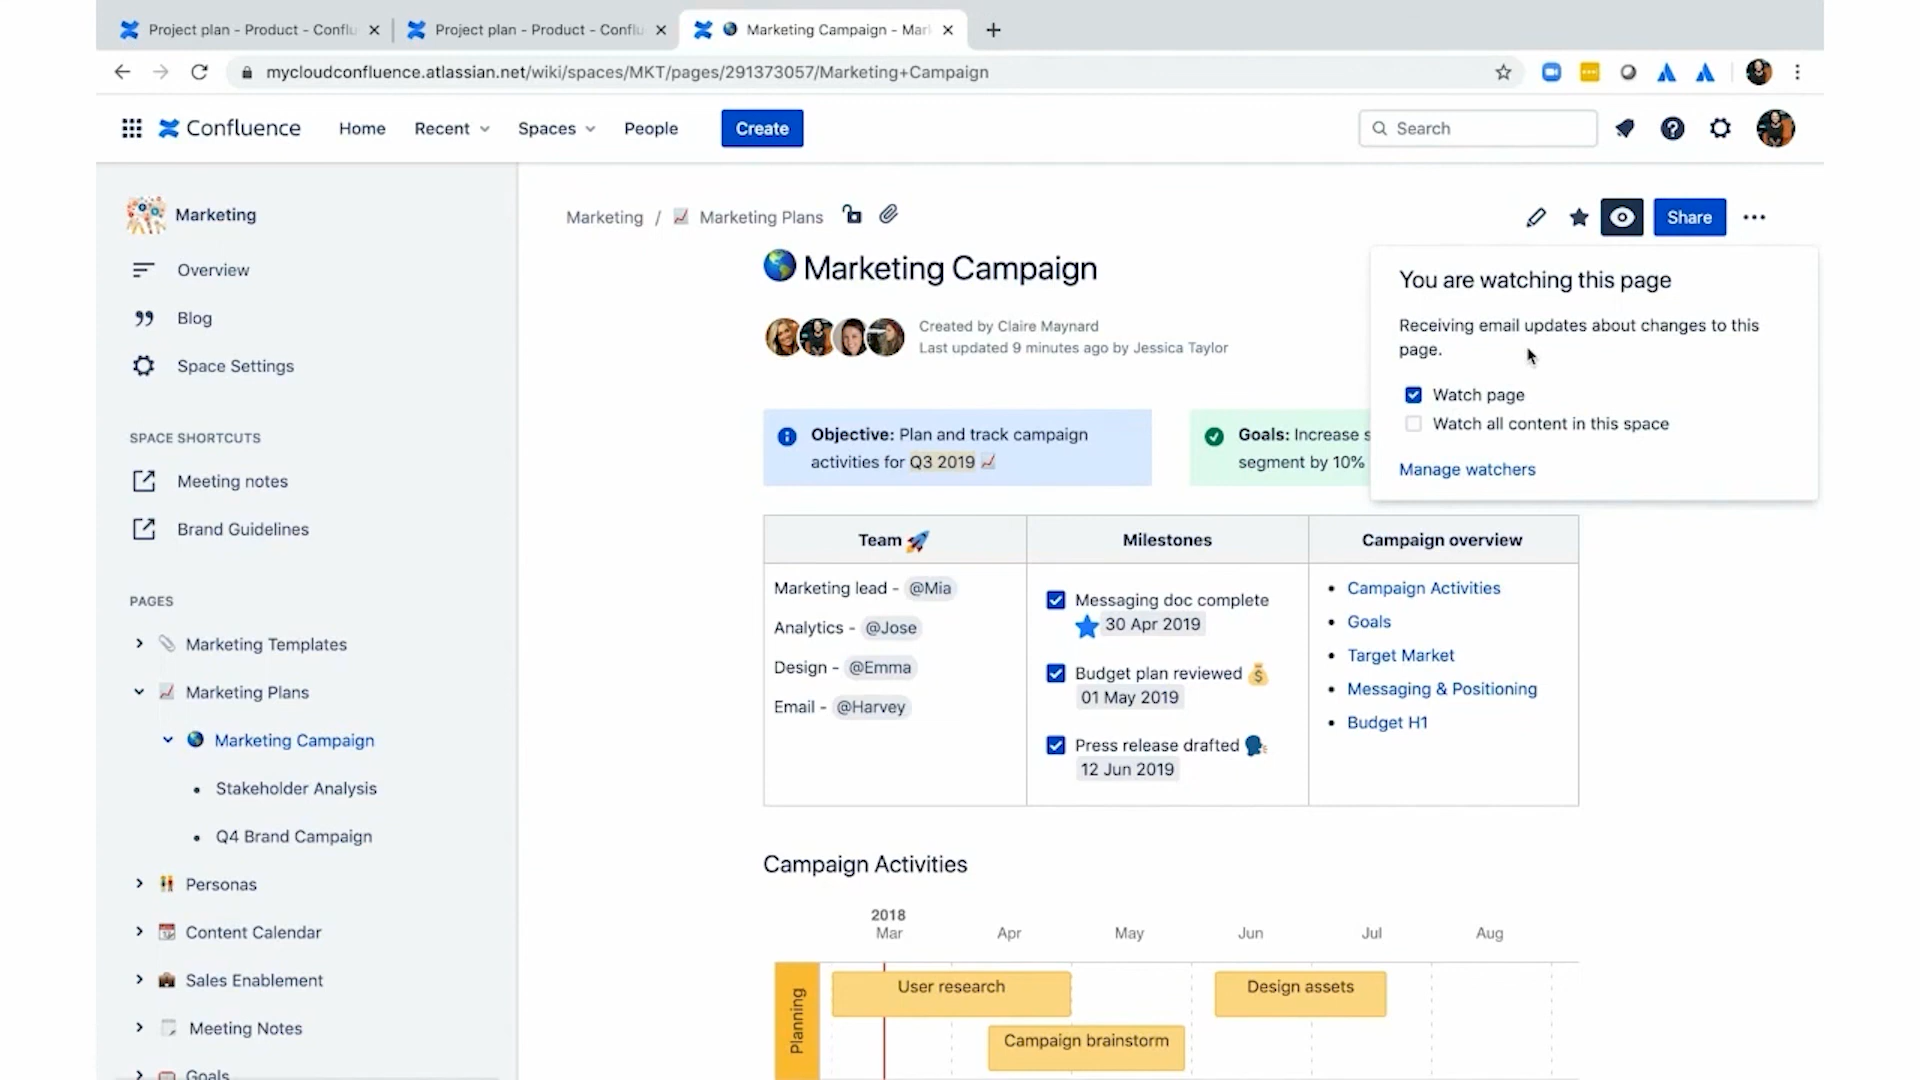 Project plan - Product - Conflu
Project plan - Product - Conflu
Marketing Campaign - Mar
mycloudconfluence.atlassian.net/wiki/spaces/MKT/pages/291373057/Marketing+Campaign
Confluence
Home
Recent
Spaces
People
Create
Search
Marketing
Overview
Blog
Space Settings
SPACE SHORTCUTS
Meeting notes
Brand Guidelines
PAGES
Marketing Templates
Marketing Plans
Marketing Campaign
Stakeholder Analysis
Q4 Brand Campaign
Personas
Content Calendar
Sales Enablement
Meeting Notes
Goals
Marketing / Marketing Plans
Share
Marketing Campaign
Created by Claire Maynard
Last updated 9 minutes ago by Jessica Taylor
You are watching this page
Receiving email updates about changes to this
page.
Watch page
Watch all content in this space
Manage watchers
Objective: Plan and track campaign
activities for Q3 2019
Goals: Increase s
segment by 10%
Team
Marketing lead - @Mia
Analytics - @Jose
Design - @Emma
Email - @Harvey
Milestones
Messaging doc complete
30 Apr 2019
Budget plan reviewed
01 May 2019
Press release drafted
12 Jun 2019
Campaign overview
• Campaign Activities
• Goals
• Target Market
• Messaging & Positioning
• Budget H1
Campaign Activities
2018
Mar Apr May Jun Jul Aug
Planning
User research
Design assets
Campaign brainstorm